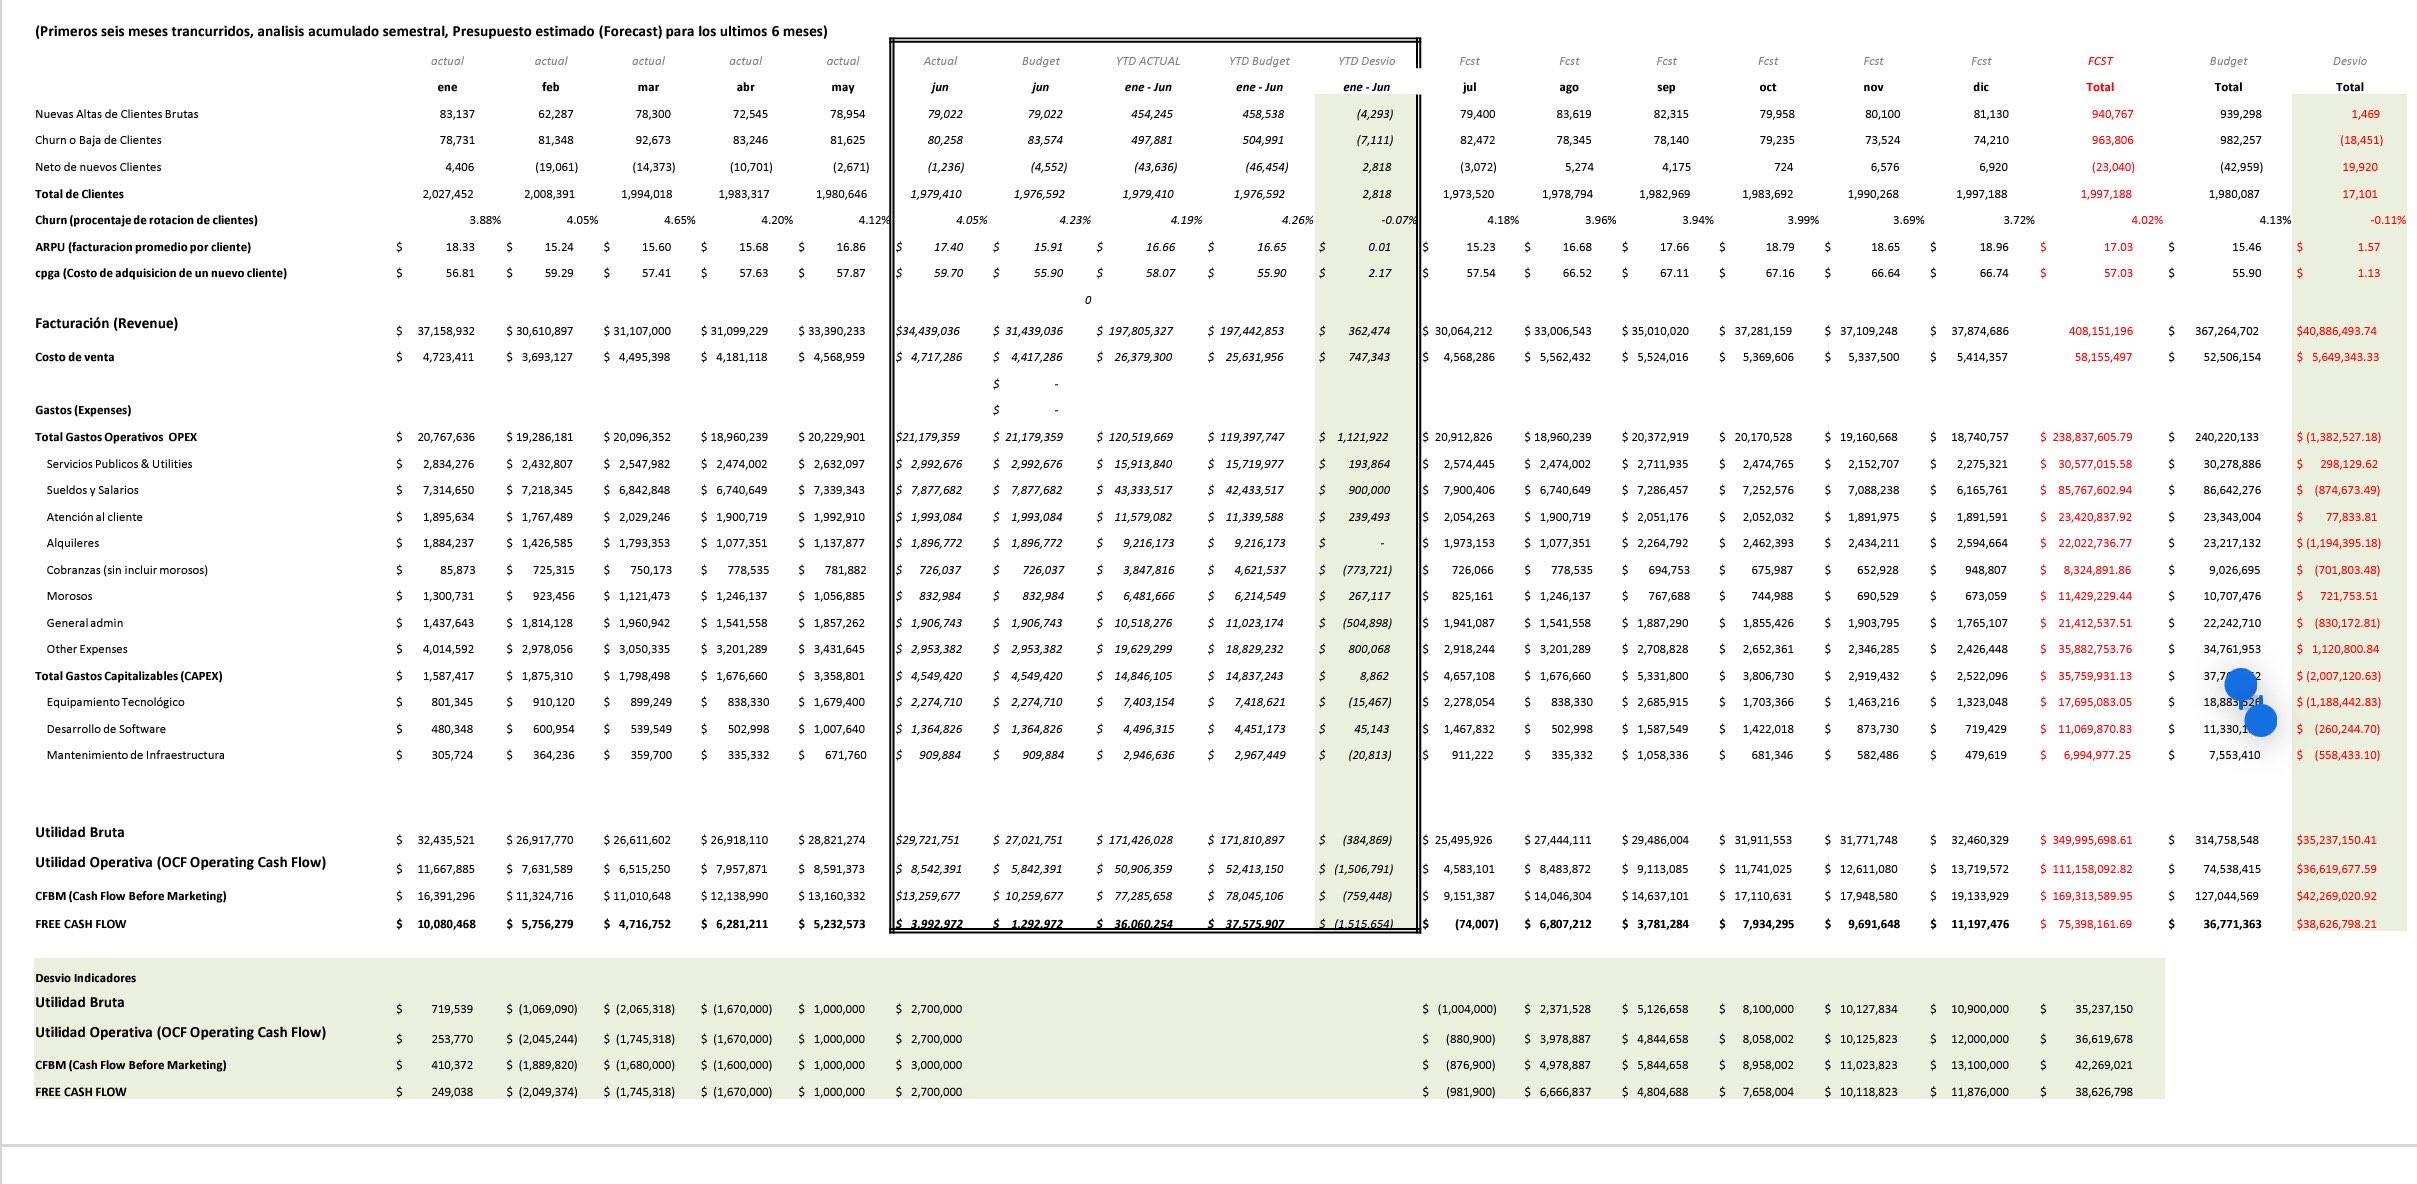 (Primeros seis meses trancurridos, analisis acumulado semestral, Presupuesto estimado (Forecast) para los ultimos 6 meses)
actual actual actual actual actual Actual Budget YTD ACTUAL YTD Budget YTD Desvio Fcst Fcst Fcst Fcst Fcst Fcst FCST Budget Desvio
ene feb mar abr may jun jun ene - Jun ene - Jun ene - Jun jul ago sep oct nov dic Total Total Total
Nuevas Altas de Clientes Brutas 83,137 62,287 78,300 72,545 78,954 79,022 79,022 454,245 458,538 (4,293) 79,400 83,619 82,315 79,958 80,100 81,130 940,767 939,298 1,469
Churn o Baja de Clientes 78,731 81,348 92,673 83,246 81,625 80,258 83,574 497,881 504,991 (7,111) 82,472 78,345 78,140 79,235 73,524 74,210 963,806 982,257 (18,451)
Neto de nuevos Clientes 4,406 (19,061) (14,373) (10,701) (2,671) (1,236) (4,552) (43,636) (46,454) 2,818 (3,072) 5,274 4,175 724 6,576 6,920 (23,040) (42,959) 19,920
Total de Clientes 2,027,452 2,008,391 1,994,018 1,983,317 1,980,646 1,979,410 1,976,592 1,979,410 1,976,592 2,818 1,973,520 1,978,794 1,982,969 1,983,692 1,990,268 1,997,188 1,997,188 1,980,087 17,101
Churn (procentaje de rotacion de clientes) 3.88% 4.05% 4.65% 4.20% 4.12% 4.05% 4.23% 4.19% 4.26% -0.07% 4.18% 3.96% 3.94% 3.99% 3.69% 3.72% 4.02% 4.13% -0.11%
ARPU (facturacion promedio por cliente) $ 18.33 $ 15.24 $ 15.60 $ 15.68 $ 16.86 $ 17.40 $ 15.91 $ 16.66 $ 16.65 $ 0.01 $ 15.23 $ 16.68 $ 17.66 $ 18.79 $ 18.65 $ 18.96 $ 17.03 $ 15.46 $ 1.57
cpga (Costo de adquisicion de un nuevo cliente) $ 56.81 $ 59.29 $ 57.41 $ 57.63 $ 57.87 $ 59.70 $ 55.90 $ 58.07 $ 55.90 $ 2.17 $ 57.54 $ 66.52 $ 67.11 $ 67.16 $ 66.64 $ 66.74 $ 57.03 $ 55.90 $ 1.13
0
Facturación (Revenue) $ 37,158,932 $ 30,610,897 $ 31,107,000 $ 31,099,229 $ 33,390,233 $34,439,036 $ 31,439,036 $ 197,805,327 $ 197,442,853 $ 362,474 $ 30,064,212 $ 33,006,543 $ 35,010,020 $ 37,281,159 $ 37,109,248 $ 37,874,686 408,151,196 $ 367,264,702 $40,886,493.74
Costo de venta $ 4,723,411 $ 3,693,127 $ 4,495,398 $ 4,181,118 $ 4,568,959 $ 4,717,286 $ 4,417,286 $ 26,379,300 $ 25,631,956 $ 747,343 $ 4,568,286 $ 5,562,432 $ 5,524,016 $ 5,369,606 $ 5,337,500 $ 5,414,357 58,155,497 $ 52,506,154 $ 5,649,343.33
$ -
Gastos (Expenses) $ -
Total Gastos Operativos OPEX $ 20,767,636 $ 19,286,181 $ 20,096,352 $ 18,960,239 $ 20,229,901 $21,179,359 $ 21,179,359 $ 120,519,669 $ 119,397,747 $ 1,121,922 $ 20,912,826 $ 18,960,239 $ 20,372,919 $ 20,170,528 $ 19,160,668 $ 18,740,757 $ 238,837,605.79 $ 240,220,133 $ (1,382,527.18)
Servicios Publicos & Utilities $ 2,834,276 $ 2,432,807 $ 2,547,982 $ 2,474,002 $ 2,632,097 $ 2,992,676 $ 2,992,676 $ 15,913,840 $ 15,719,977 $ 193,864 $ 2,574,445 $ 2,474,002 $ 2,711,935 $ 2,474,765 $ 2,152,707 $ 2,275,321 $ 30,577,015.58 $ 30,278,886 $ 298,129.62
Sueldos y Salarios $ 7,314,650 $ 7,218,345 $ 6,842,848 $ 6,740,649 $ 7,339,343 $ 7,877,682 $ 7,877,682 $ 43,333,517 $ 42,433,517 $ 900,000 $ 7,900,406 $ 6,740,649 $ 7,286,457 $ 7,252,576 $ 7,088,238 $ 6,165,761 $ 85,767,602.94 $ 86,642,276 $ (874,673.49)
Atención al cliente $ 1,895,634 $ 1,767,489 $ 2,029,246 $ 1,900,719 $ 1,992,910 $ 1,993,084 $ 1,993,084 $ 11,579,082 $ 11,339,588 $ 239,493 $ 2,054,263 $ 1,900,719 $ 2,051,176 $ 2,052,032 $ 1,891,975 $ 1,891,591 $ 23,420,837.92 $ 23,343,004 $ 77,833.81
Alquileres $ 1,884,237 $ 1,426,585 $ 1,793,353 $ 1,077,351 $ 1,137,877 $ 1,896,772 $ 1,896,772 $ 9,216,173 $ 9,216,173 $ - $ 1,973,153 $ 1,077,351 $ 2,264,792 $ 2,462,393 $ 2,434,211 $ 2,594,664 $ 22,022,736.77 $ 23,217,132 $ (1,194,395.18)
Cobranzas (sin incluir morosos) $ 85,873 $ 725,315 $ 750,173 $ 778,535 $ 781,882 $ 726,037 $ 726,037 $ 3,847,816 $ 4,621,537 $ (773,721) $ 726,066 $ 778,535 $ 694,753 $ 675,987 $ 652,928 $ 948,807 $ 8,324,891.86 $ 9,026,695 $ (701,803.48)
Morosos $ 1,300,731 $ 923,456 $ 1,121,473 $ 1,246,137 $ 1,056,885 $ 832,984 $ 832,984 $ 6,481,666 $ 6,214,549 $ 267,117 $ 825,161 $ 1,246,137 $ 767,688 $ 744,988 $ 690,529 $ 673,059 $ 11,429,229.44 $ 10,707,476 $ 721,753.51
General admin $ 1,437,643 $ 1,814,128 $ 1,960,942 $ 1,541,558 $ 1,857,262 $ 1,906,743 $ 1,906,743 $ 10,518,276 $ 11,023,174 $ (504,898) $ 1,941,087 $ 1,541,558 $ 1,887,290 $ 1,855,426 $ 1,903,795 $ 1,765,107 $ 21,412,537.51 $ 22,242,710 $ (830,172.81)
Other Expenses $ 4,014,592 $ 2,978,056 $ 3,050,335 $ 3,201,289 $ 3,431,645 $ 2,953,382 $ 2,953,382 $ 19,629,299 $ 18,829,232 $ 800,068 $ 2,918,244 $ 3,201,289 $ 2,708,828 $ 2,652,361 $ 2,346,285 $ 2,426,448 $ 35,882,753.76 $ 34,761,953 $ 1,120,800.84
Total Gastos Capitalizables (CAPEX) $ 1,587,417 $ 1,875,310 $ 1,798,498 $ 1,676,660 $ 3,358,801 $ 4,549,420 $ 4,549,420 $ 14,846,105 $ 14,837,243 $ 8,862 $ 4,657,108 $ 1,676,660 $ 5,331,800 $ 3,806,730 $ 2,919,432 $ 2,522,096 $ 35,759,931.13 $ $ (2,007,120.63)
Equipamiento Tecnológico $ 801,345 $ 910,120 $ 899,249 $ 838,330 $ 1,679,400 $ 2,274,710 $ 2,274,710 $ 7,403,154 $ 7,418,621 $ (15,467) $ 2,278,054 $ 838,330 $ 2,685,915 $ 1,703,366 $ 1,463,216 $ 1,323,048 $ 17,695,083.05 $ $ (1,188,442.83)
Desarrollo de Software $ 480,348 $ 600,954 $ 539,549 $ 502,998 $ 1,007,640 $ 1,364,826 $ 1,364,826 $ 4,496,315 $ 4,451,173 $ 45,143 $ 1,467,832 $ 502,998 $ 1,587,549 $ 1,422,018 $ 873,730 $ 719,429 $ 11,069,870.83 $ $ (260,244.70)
Mantenimiento de Infraestructura $ 305,724 $ 364,236 $ 359,700 $ 335,332 $ 671,760 $ 909,884 $ 909,884 $ 2,946,636 $ 2,967,449 $ (20,813) $ 911,222 $ 335,332 $ 1,058,336 $ 681,346 $ 582,486 $ 479,619 $ 6,994,977.25 $ 7,553,410 $ (558,433.10)
Utilidad Bruta $ 32,435,521 $ 26,917,770 $ 26,611,602 $ 26,918,110 $ 28,821,274 $29,721,751 $ 27,021,751 $ 171,426,028 $ 171,810,897 $ (384,869) $ 25,495,926 $ 27,444,111 $ 29,486,004 $ 31,911,553 $ 31,771,748 $ 32,460,329 $ 349,995,698.61 $ 314,758,548 $35,237,150.41
Utilidad Operativa (OCF Operating Cash Flow) $ 11,667,885 $ 7,631,589 $ 6,515,250 $ 7,957,871 $ 8,591,373 $ 8,542,391 $ 5,842,391 $ 50,906,359 $ 52,413,150 $ (1,506,791) $ 4,583,101 $ 8,483,872 $ 9,113,085 $ 11,741,025 $ 12,611,080 $ 13,719,572 $ 111,158,092.82 $ 74,538,415 $36,619,677.59
CFBM (Cash Flow Before Marketing) $ 16,391,296 $ 11,324,716 $ 11,010,648 $ 12,138,990 $ 13,160,332 $13,259,677 $ 10,259,677 $ 77,285,658 $ 78,045,106 $ (759,448) $ 9,151,387 $ 14,046,304 $ 14,637,101 $ 17,110,631 $ 17,948,580 $ 19,133,929 $ 169,313,589.95 $ 127,044,569 $42,269,020.92
FREE CASH FLOW $ 10,080,468 $ 5,756,279 $ 4,716,752 $ 6,281,211 $ 5,232,573 $ 3,992,972 $ 1,292,972 $ 36,060,254 $ 37,575,907 $ (1,515,654) $ (74,007) $ 6,807,212 $ 3,781,284 $ 7,934,295 $ 9,691,648 $ 11,197,476 $ 75,398,161.69 $ 36,771,363 $38,626,798.21
Desvio Indicadores
Utilidad Bruta $ 719,539 $ (1,069,090) $ (2,065,318) $ (1,670,000) $ 1,000,000 $ 2,700,000 $ (1,004,000) $ 2,371,528 $ 5,126,658 $ 8,100,000 $ 10,127,834 $ 10,900,000 $ 35,237,150
Utilidad Operativa (OCF Operating Cash Flow) $ 253,770 $ (2,045,244) $ (1,745,318) $ (1,670,000) $ 1,000,000 $ 2,700,000 $ (880,900) $ 3,978,887 $ 4,844,658 $ 8,058,002 $ 10,125,823 $ 12,000,000 $ 36,619,678
CFBM (Cash Flow Before Marketing) $ 410,372 $ (1,889,820) $ (1,680,000) $ (1,600,000) $ 1,000,000 $ 3,000,000 $ (876,900) $ 4,978,887 $ 5,844,658 $ 8,958,002 $ 11,023,823 $ 13,100,000 $ 42,269,021
FREE CASH FLOW $ 249,038 $ (2,049,374) $ (1,745,318) $ (1,670,000) $ 1,000,000 $ 2,700,000 $ (981,900) $ 6,666,837 $ 4,804,688 $ 7,658,004 $ 10,118,823 $ 11,876,000 $ 38,626,798